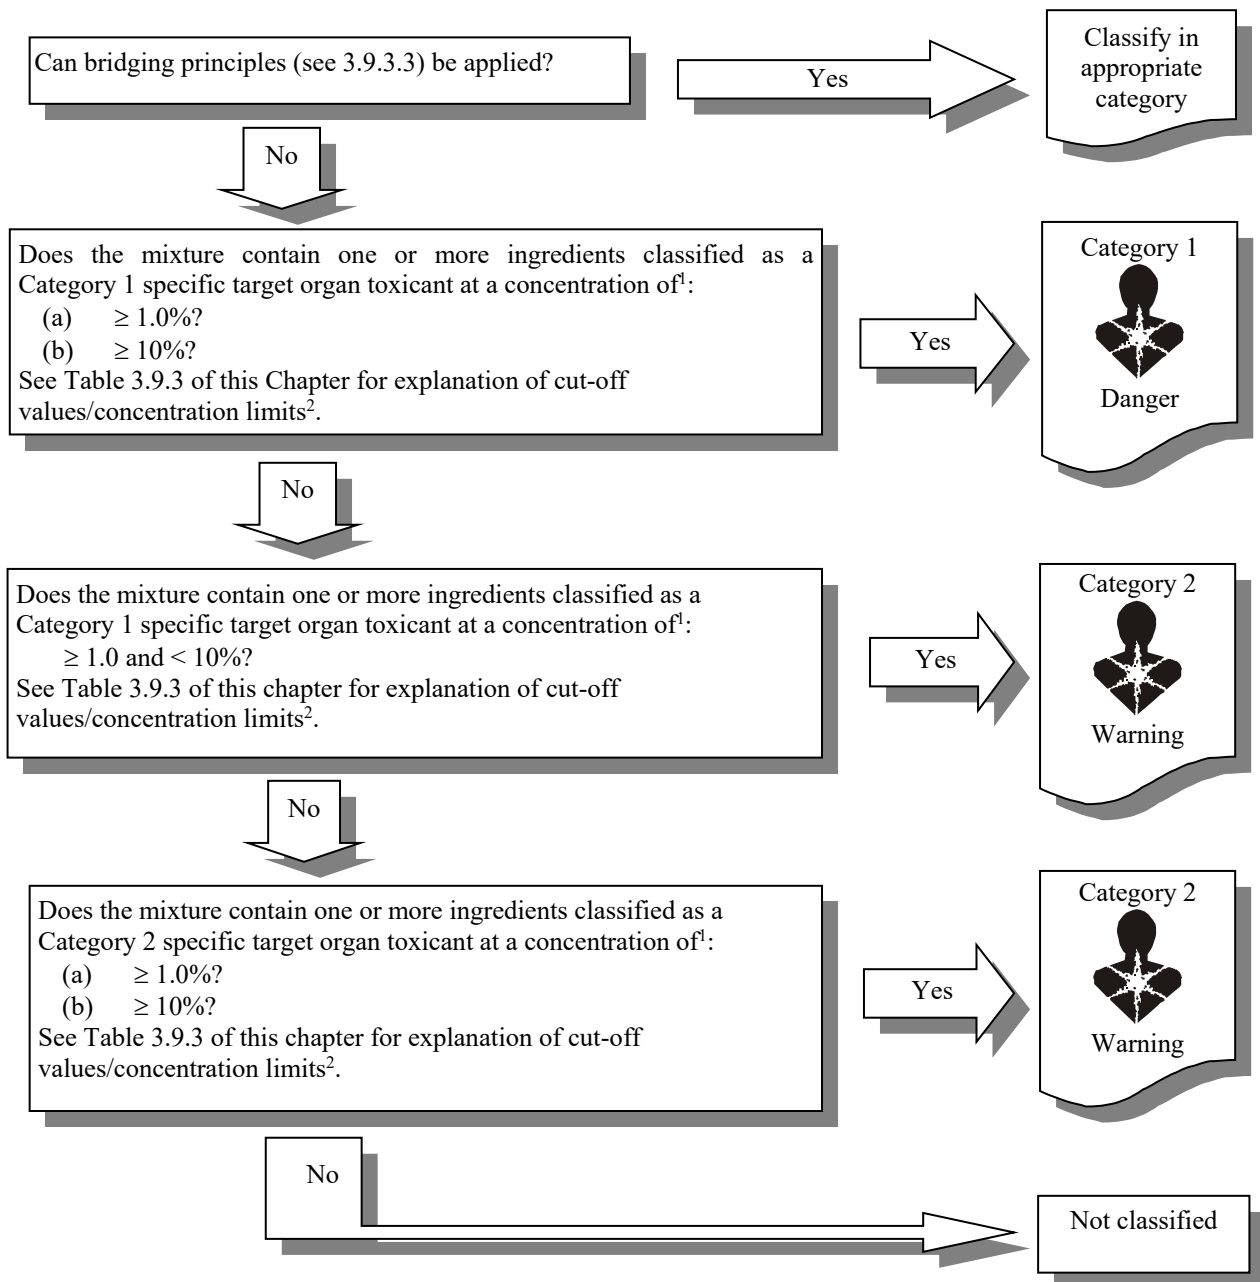 Can bridging principles (see 3.9.3.3) be applied?
Yes
Classify in
appropriate
category
No
Does the mixture contain one or more ingredients classified as a
Category 1 specific target organ toxicant at a concentration of¹:
(a) ≥ 1.0%?
(b) ≥ 10%?
See Table 3.9.3 of this Chapter for explanation of cut-off
values/concentration limits².
Yes
Category 1
Danger
No
Does the mixture contain one or more ingredients classified as a
Category 1 specific target organ toxicant at a concentration of¹:
≥ 1.0 and < 10%?
See Table 3.9.3 of this chapter for explanation of cut-off
values/concentration limits².
Yes
Category 2
Warning
No
Does the mixture contain one or more ingredients classified as a
Category 2 specific target organ toxicant at a concentration of¹:
(a) ≥ 1.0%?
(b) ≥ 10%?
See Table 3.9.3 of this chapter for explanation of cut-off
values/concentration limits².
Yes
Category 2
Warning
No
Not classified